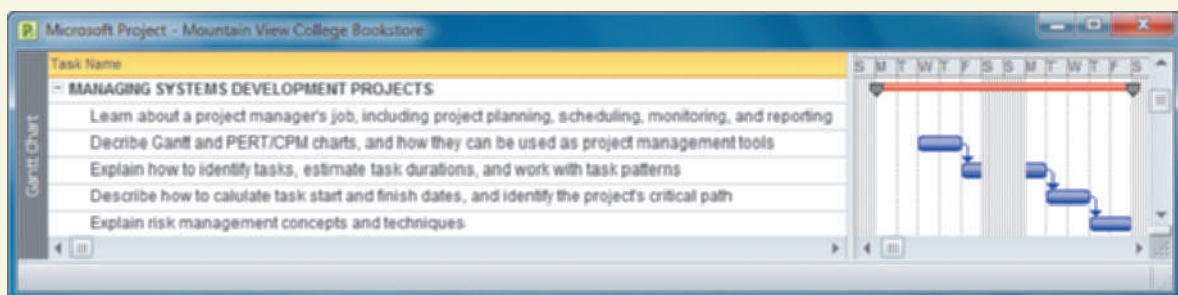 Microsoft Project - Mountain View College Bookstore
Task Name
S M T W T F S S M T W T F S
Gantt Chart
- MANAGING SYSTEMS DEVELOPMENT PROJECTS
Learn about a project manager's job, including project planning, scheduling, monitoring, and reporting
Decribe Gantt and PERT/CPM charts, and how they can be used as project management tools
Explain how to identify tasks, estimate task durations, and work with task patterns
Describe how to calulate task start and finish dates, and identify the project's critical path
Explain risk management concepts and techniques